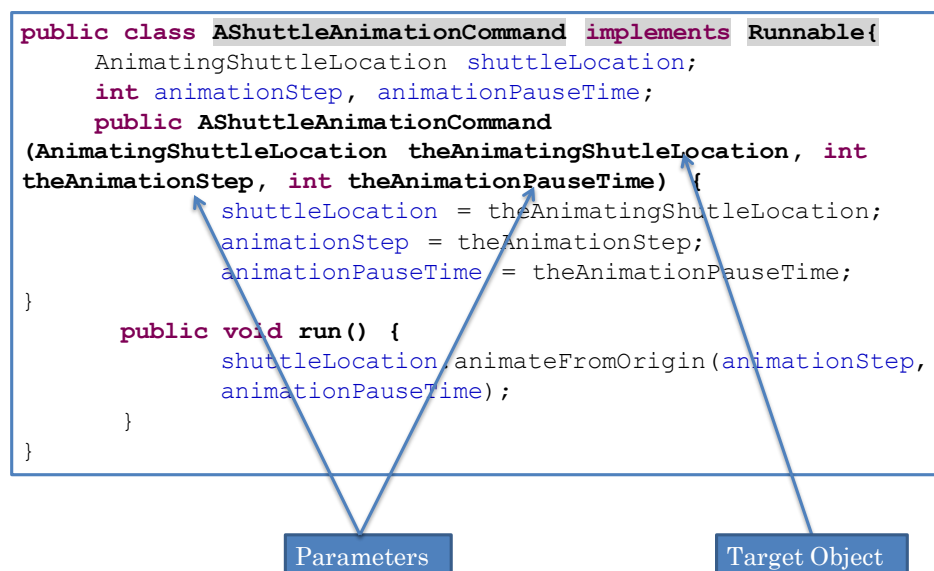 public class AShuttleAnimationCommand implements Runnable{
AnimatingShuttleLocation shuttleLocation;
int animationStep, animationPauseTime;
public AShuttleAnimationCommand
(AnimatingShuttleLocation theAnimatingShutleLocation, int
theAnimationStep, int theAnimationPauseTime) {
shuttleLocation = theAnimatingShutleLocation;
animationStep = theAnimationStep;
animationPauseTime = theAnimationPauseTime;
}
public void run() {
shuttleLocation.animateFromOrigin(animationStep,
animationPauseTime);
}
}
Parameters
Target Object